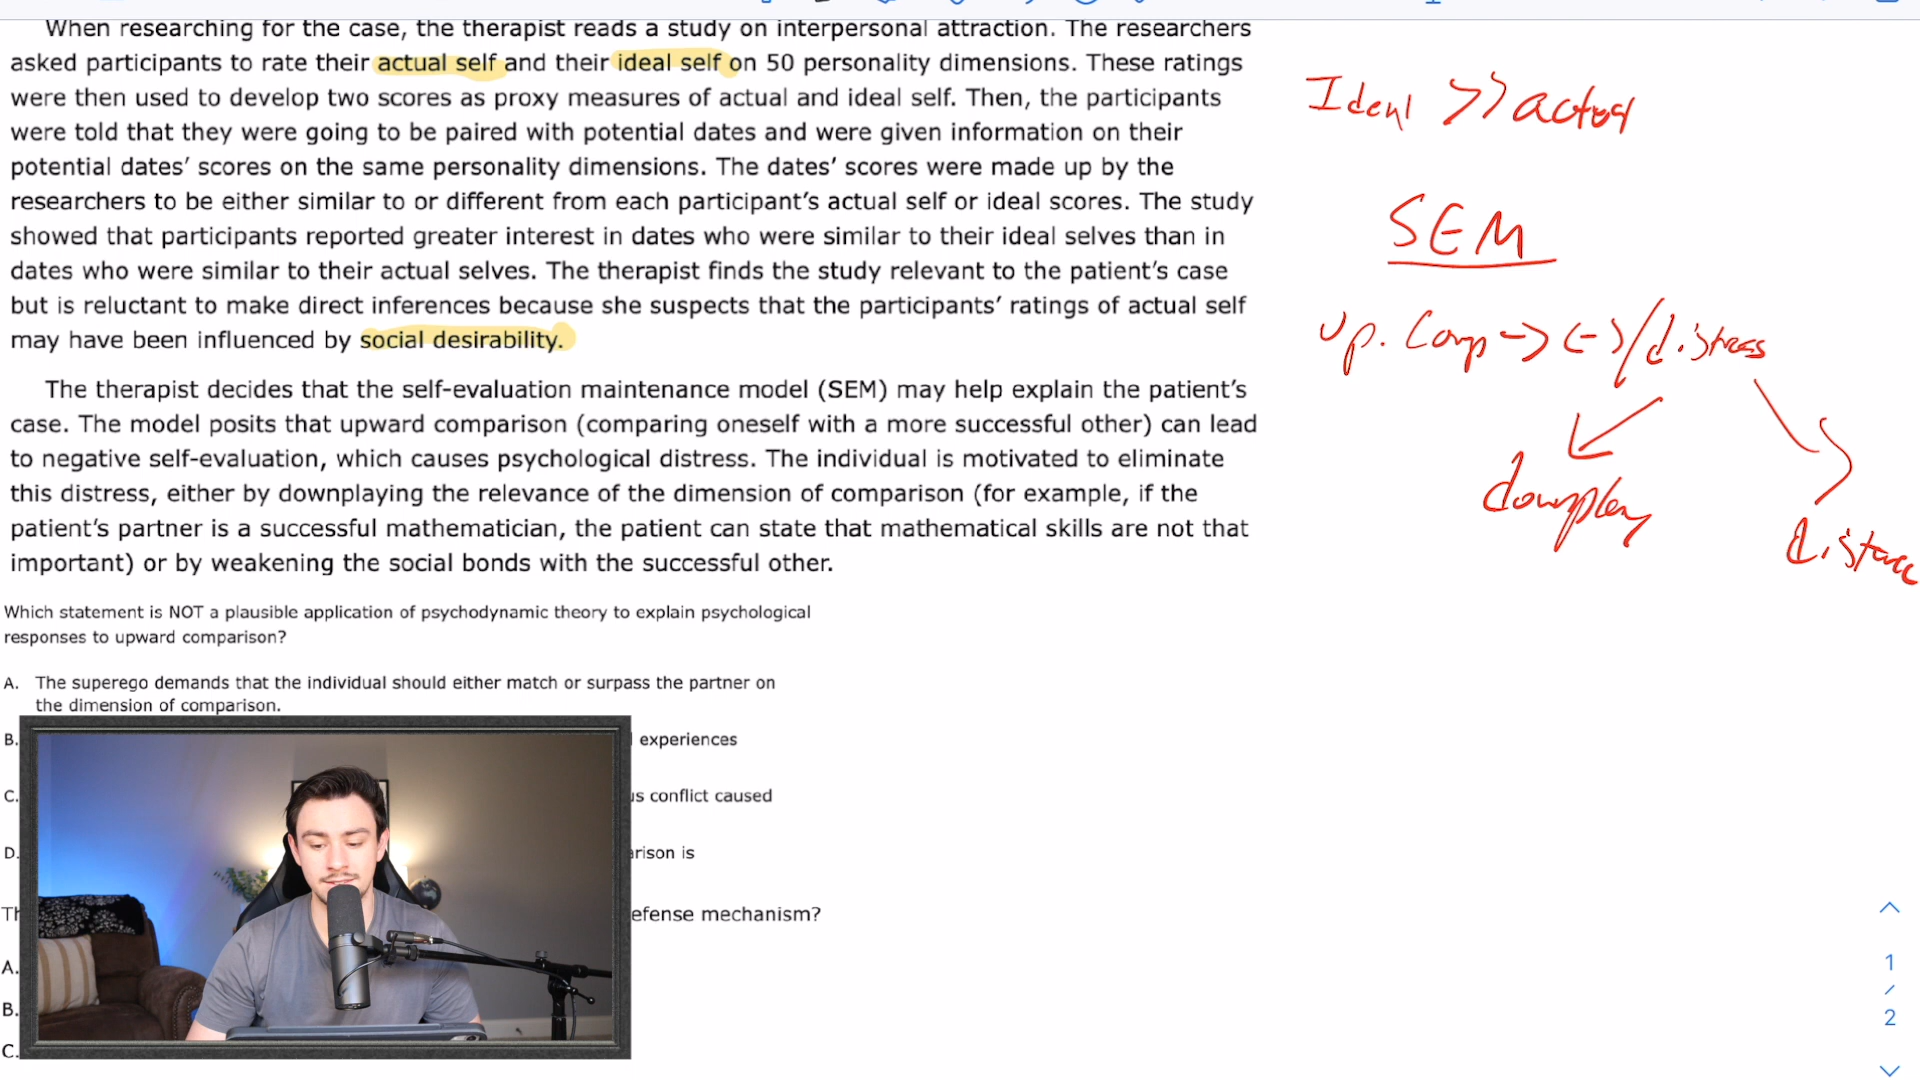 When researching for the case, the therapist reads a study on interpersonal attraction. The researchers
asked participants to rate their actual self and their ideal self on 50 personality dimensions. These ratings
were then used to develop two scores as proxy measures of actual and ideal self. Then, the participants
were told that they were going to be paired with potential dates and were given information on their
potential dates’ scores on the same personality dimensions. The dates’ scores were made up by the
researchers to be either similar to or different from each participant’s actual self or ideal scores. The study
showed that participants reported greater interest in dates who were similar to their ideal selves than in
dates who were similar to their actual selves. The therapist finds the study relevant to the patient’s case
but is reluctant to make direct inferences because she suspects that the participants’ ratings of actual self
may have been influenced by social desirability.
The therapist decides that the self-evaluation maintenance model (SEM) may help explain the patient’s
case. The model posits that upward comparison (comparing oneself with a more successful other) can lead
to negative self-evaluation, which causes psychological distress. The individual is motivated to eliminate
this distress, either by downplaying the relevance of the dimension of comparison (for example, if the
patient’s partner is a successful mathematician, the patient can state that mathematical skills are not that
important) or by weakening the social bonds with the successful other.
Which statement is NOT a plausible application of psychodynamic theory to explain psychological
responses to upward comparison?
A. The superego demands that the individual should either match or surpass the partner on
the dimension of comparison.
B. experiences
C. us conflict caused
D. arison is
Th efense mechanism?
A.
B.
C.
Ideal >> actual
SEM
Up. Comp -> (-)/distress
downplay
distance
1
/
2